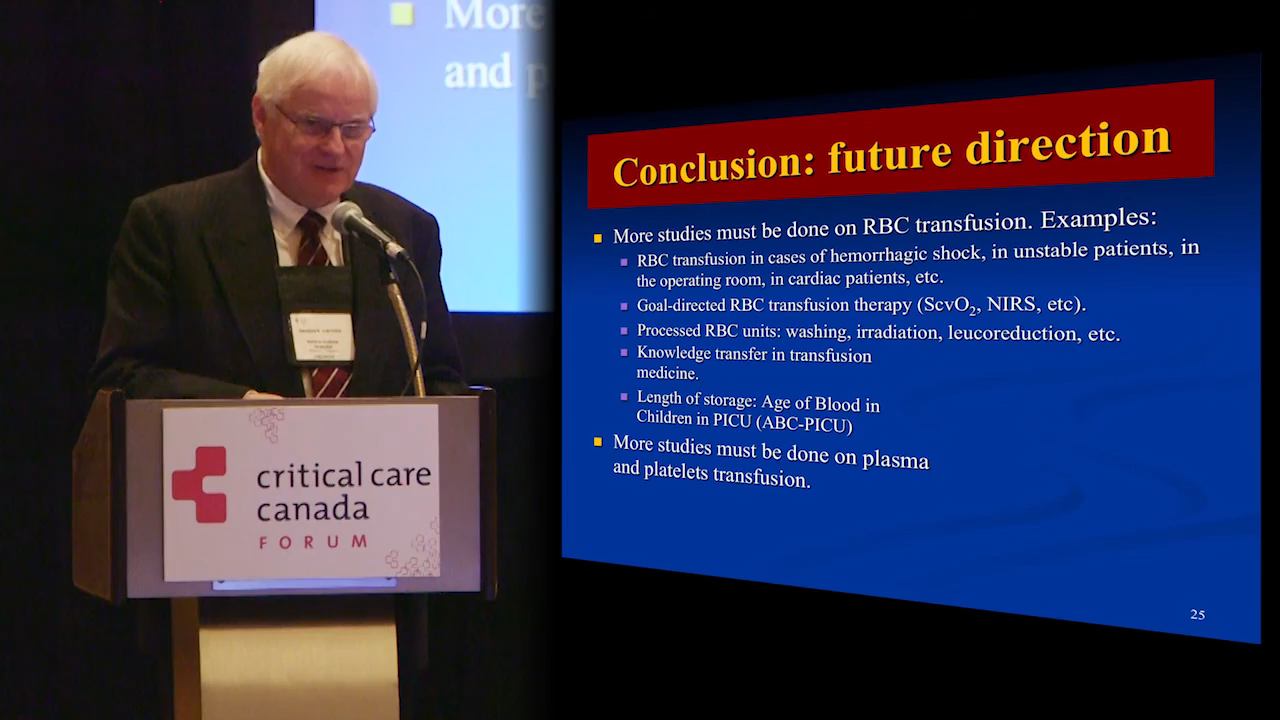 More
and p
critical care
canada
FORUM
Conclusion: future direction
More studies must be done on RBC transfusion. Examples:
RBC transfusion in cases of hemorrhagic shock, in unstable patients, in
the operating room, in cardiac patients, etc.
Goal-directed RBC transfusion therapy (ScvO2, NIRS, etc).
Processed RBC units: washing, irradiation, leucoreduction, etc.
Knowledge transfer in transfusion
medicine.
Length of storage: Age of Blood in
Children in PICU (ABC-PICU)
More studies must be done on plasma
and platelets transfusion.
25